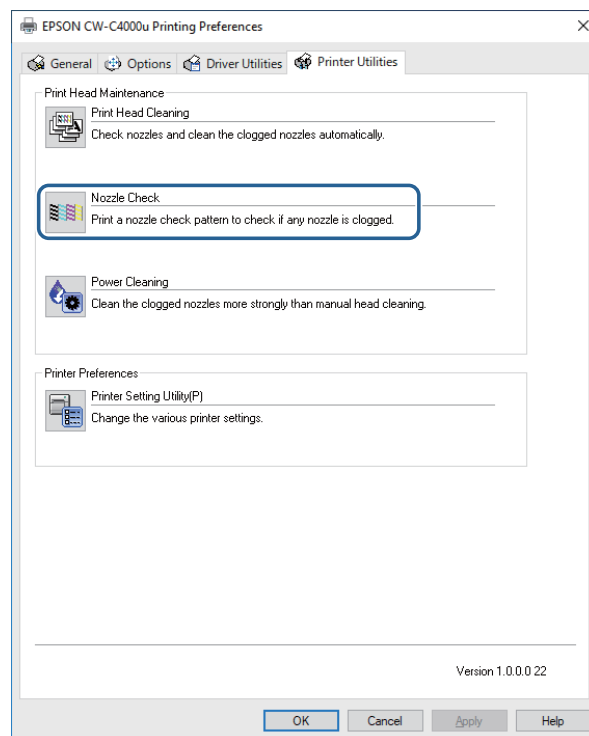 EPSON CW-C4000u Printing Preferences
General Options Driver Utilities Printer Utilities
Print Head Maintenance
Print Head Cleaning
Check nozzles and clean the clogged nozzles automatically.
Nozzle Check
Print a nozzle check pattern to check if any nozzle is clogged.
Power Cleaning
Clean the clogged nozzles more strongly than manual head cleaning.
Printer Preferences
Printer Setting Utility(P)
Change the various printer settings.
Version 1.0.0.0 22
OK Cancel Apply Help